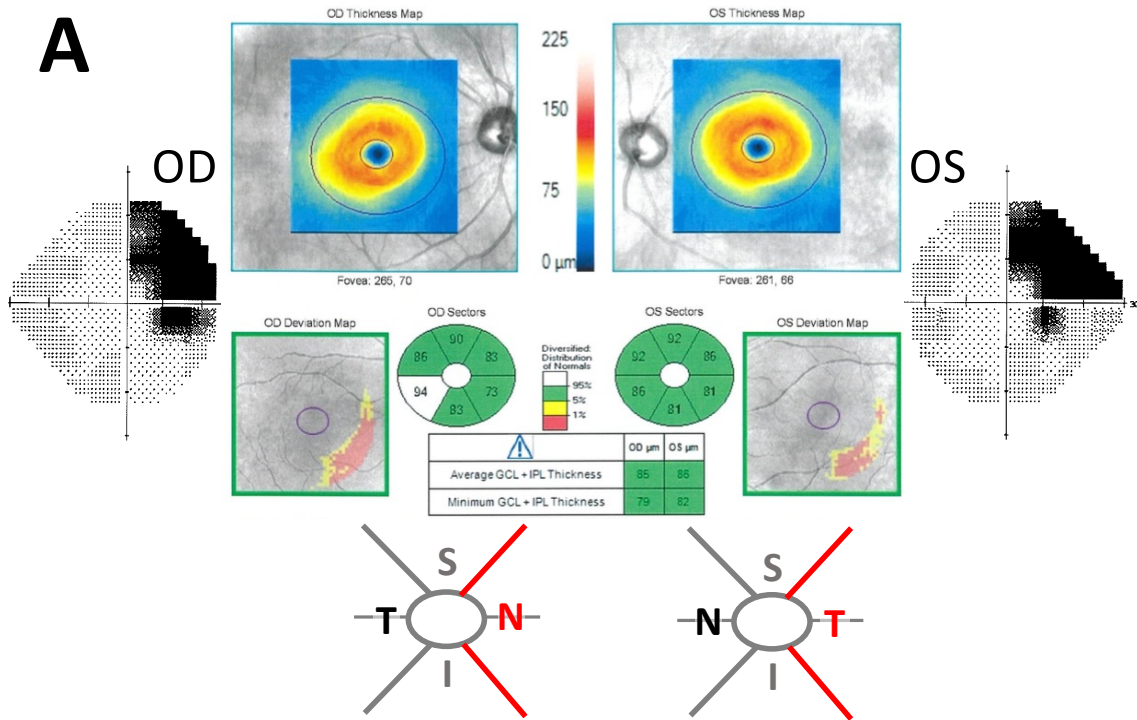 A
OD Thickness Map
OS Thickness Map
225
150
75
0 µm
OD
OS
Fovea: 265, 70
Fovea: 261, 66
30
OD Deviation Map
OD Sectors
OS Sectors
OS Deviation Map
90
86
83
94
73
83
Diversified:
Distribution
of Normals
95%
5%
1%
92
92
86
86
81
81
OD µm
OS µm
Average GCL + IPL Thickness
85
86
Minimum GCL + IPL Thickness
79
82
S
T
N
I
S
N
T
I